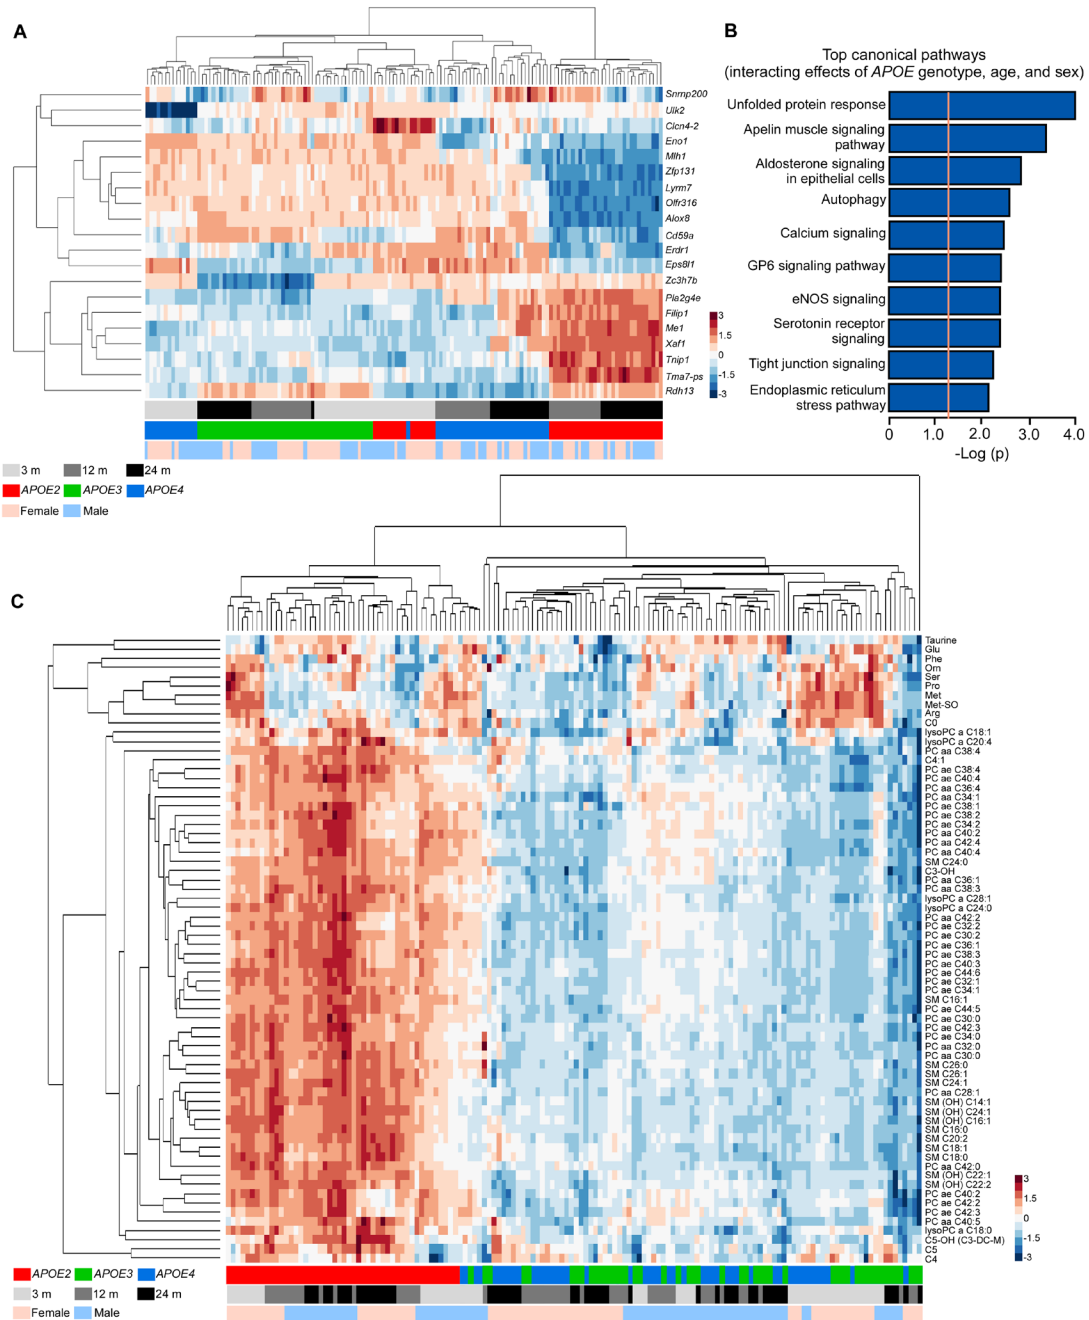 A
Snrnp200
Ulk2
Clcn4-2
Eno1
Mlh1
Zfp131
Lyrm7
Olfr316
Alox8
Cd59a
Erdr1
Eps8l1
Zc3h7b
Pla2g4e
Filip1
Me1
Xaf1
Tnip1
Tma7-ps
Rdh13
3
1.5
0
-1.5
-3
3 m 12 m 24 m
APOE2 APOE3 APOE4
Female Male
B
Top canonical pathways
(interacting effects of APOE genotype, age, and sex)
Unfolded protein response
Apelin muscle signaling
pathway
Aldosterone signaling
in epithelial cells
Autophagy
Calcium signaling
GP6 signaling pathway
eNOS signaling
Serotonin receptor
signaling
Tight junction signaling
Endoplasmic reticulum
stress pathway
0 1.0 2.0 3.0 4.0
-Log (p)
C
Taurine
Glu
Phe
Orn
Ser
Pro
Met
Met-SO
Arg
C0
lysoPC a C18:1
lysoPC a C20:4
PC aa C38:4
C4:1
PC ae C38:4
PC ae C40:4
PC aa C36:4
PC aa C34:1
PC ae C38:1
PC ae C38:2
PC ae C34:2
PC aa C40:2
PC aa C42:4
PC aa C40:4
SM C24:0
C3-OH
PC aa C36:1
PC aa C38:3
lysoPC a C28:1
lysoPC a C24:0
PC aa C42:2
PC ae C32:2
PC ae C30:2
PC ae C36:1
PC ae C38:3
PC ae C40:3
PC ae C44:6
PC ae C32:1
PC ae C34:1
SM C16:1
PC ae C44:5
PC ae C30:0
PC ae C42:3
PC ae C34:0
PC aa C32:0
PC aa C30:0
SM C26:0
SM C26:1
SM C24:1
PC aa C28:1
SM (OH) C14:1
SM (OH) C24:1
SM (OH) C16:1
SM C16:0
SM C20:2
SM C18:1
SM C18:0
PC aa C42:0
SM (OH) C22:1
SM (OH) C22:2
PC ae C40:2
PC ae C42:2
PC ae C42:3
PC aa C40:5
lysoPC a C18:0
C5-OH (C3-DC-M)
C5
C4
3
1.5
0
-1.5
-3
APOE2 APOE3 APOE4
3 m 12 m 24 m
Female Male